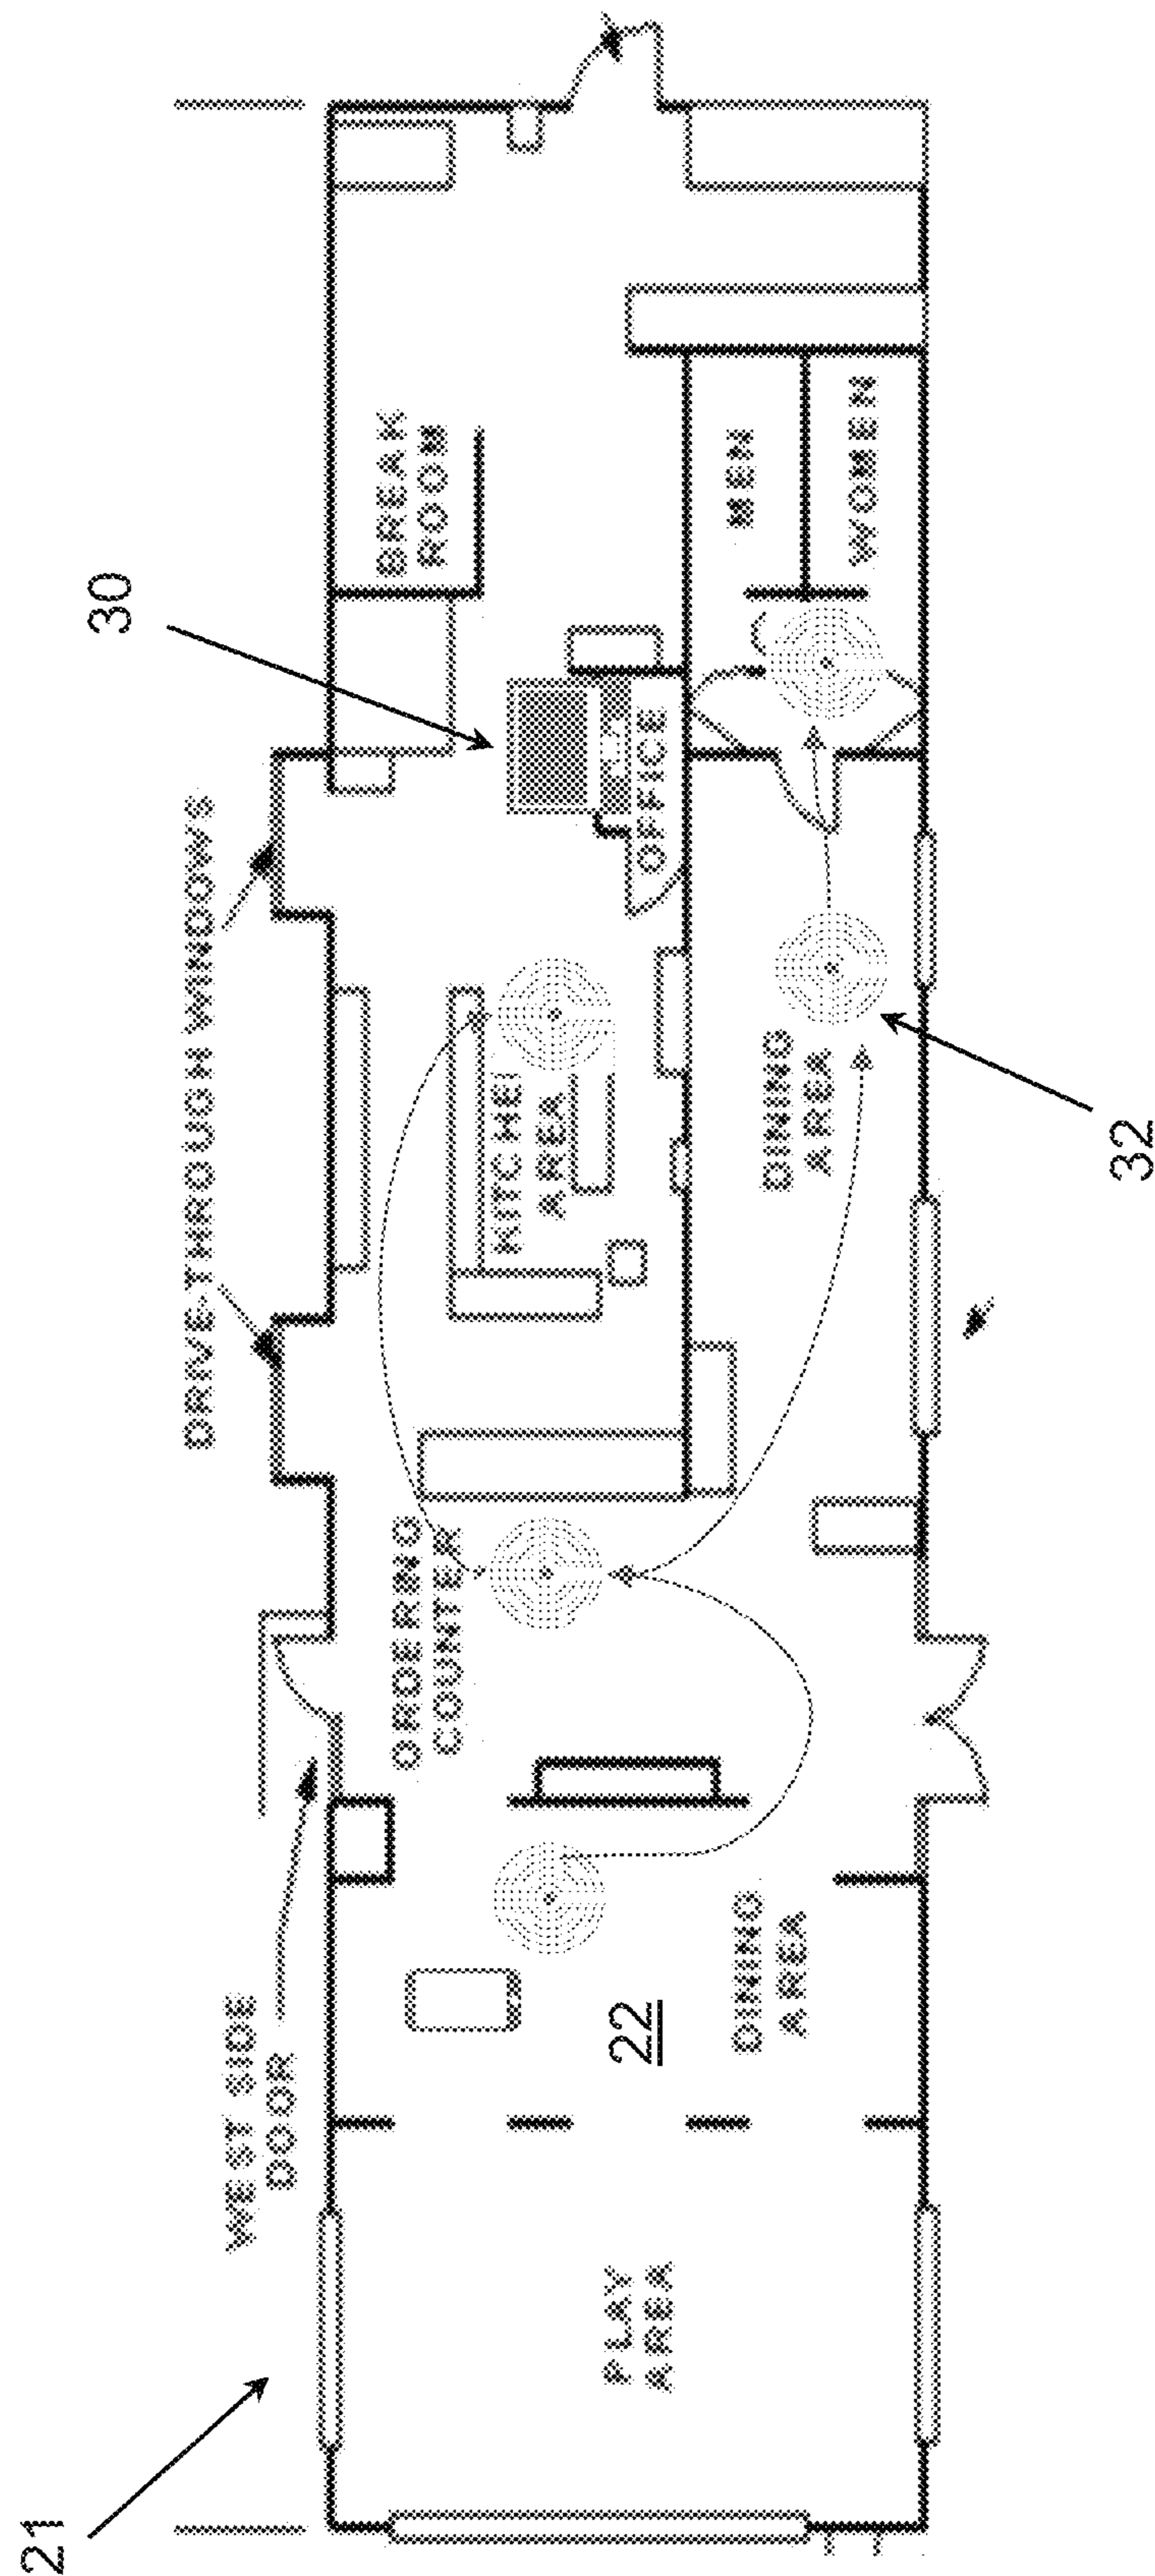 21
WEST SIDE
DOOR
DRIVE-THROUGH WINDOWS
30
PLAY
AREA
22
DINING
AREA
ORDERING
COUNTER
KITCHE
AREA
DINING
AREA
32
OFFICE
BREAK
ROOM
MEN
WOMEN